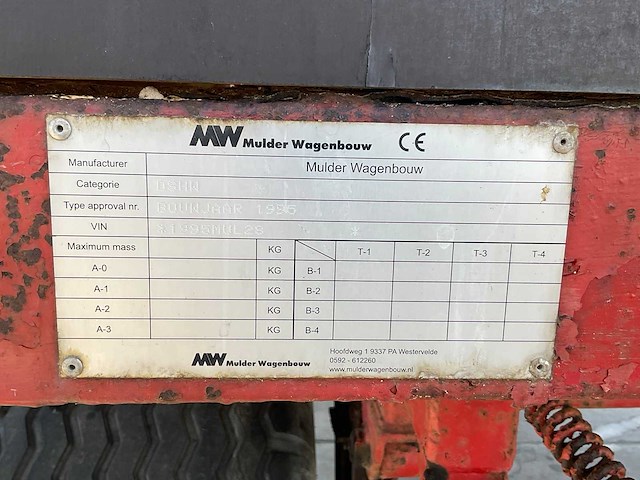 MW Mulder Wagenbouw CE
Manufacturer Mulder Wagenbouw
Categorie
Type approval nr. BOUWJAAR 1995
VIN
Maximum mass KG T-1 T-2 T-3 T-4
A-0 KG B-1
A-1 KG B-2
A-2 KG B-3
A-3 KG B-4
MW Mulder Wagenbouw
Hoofdweg 1 9337 PA Westervelde
0592 - 612260
www.mulderwagenbouw.nl